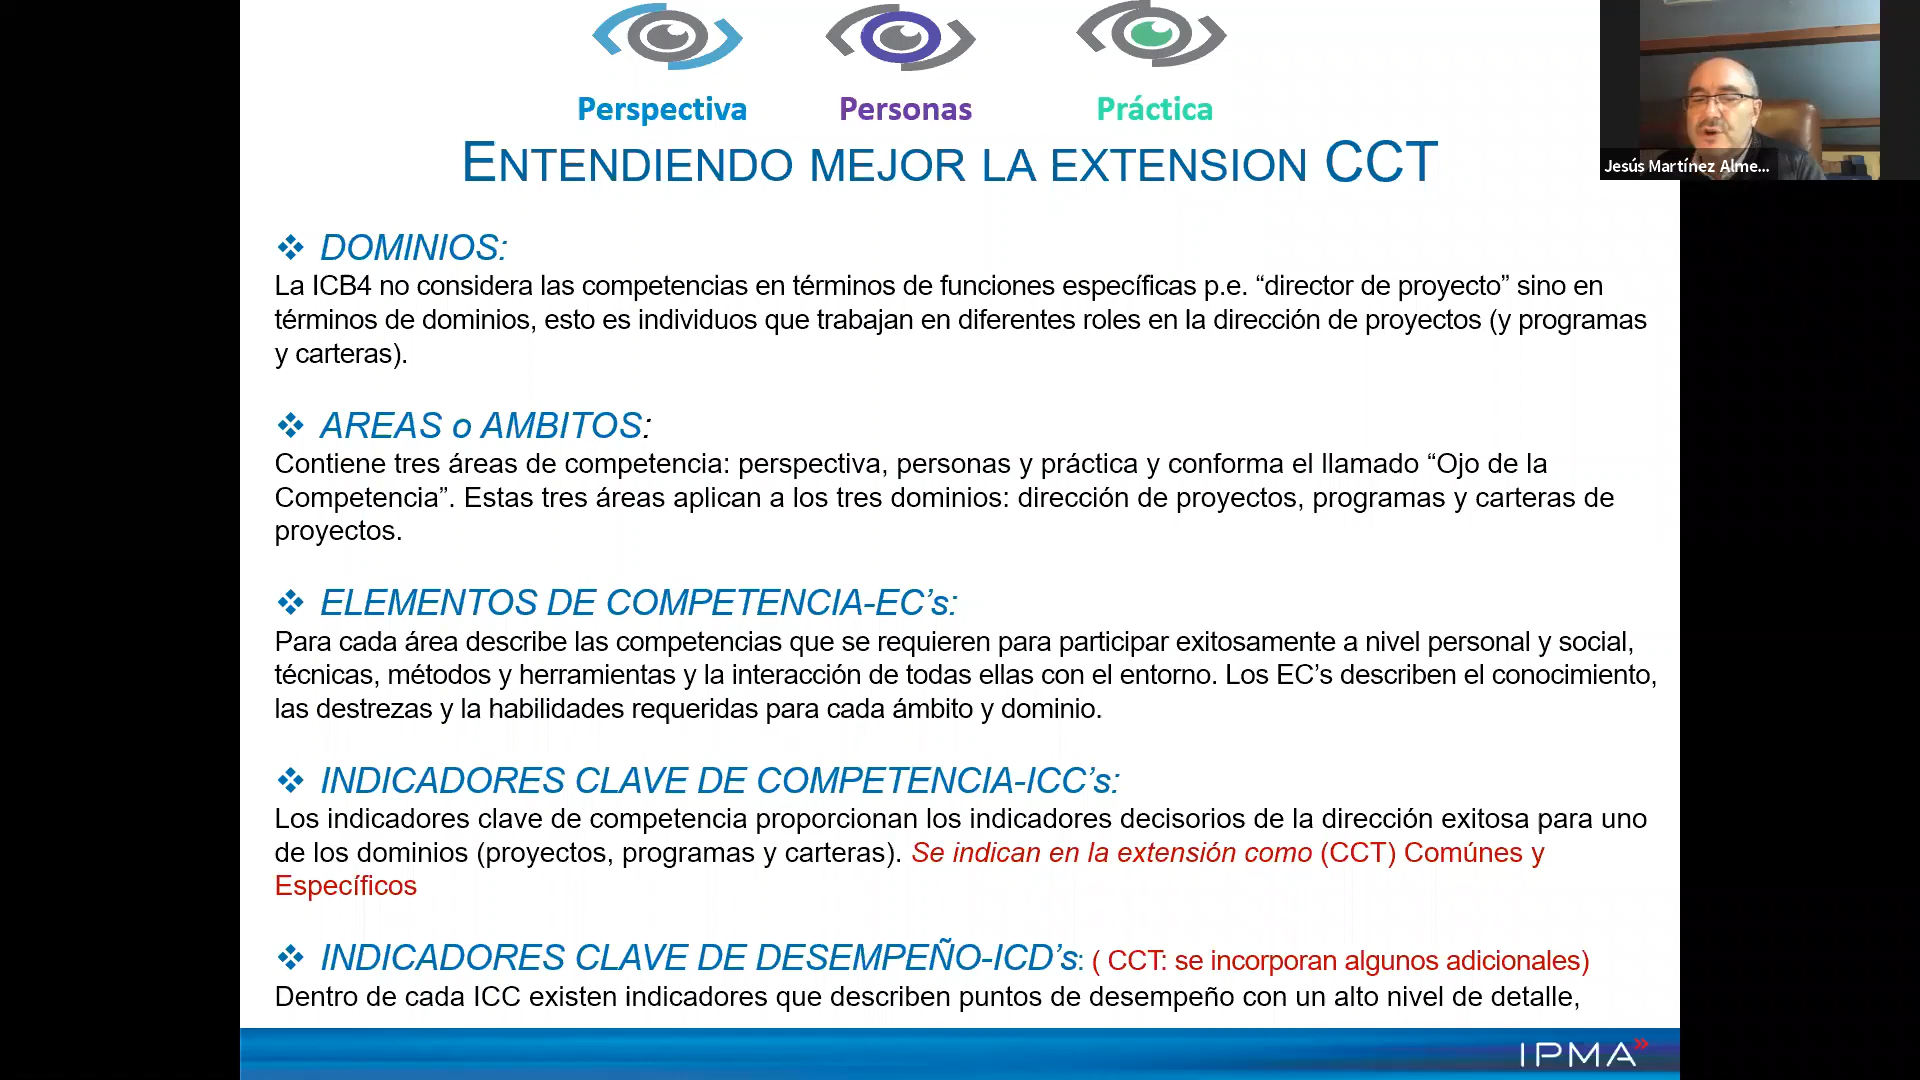 Perspectiva Personas Práctica
ENTENDIENDO MEJOR LA EXTENSION CCT
Jesús Martínez Alme...
❖ DOMINIOS:
La ICB4 no considera las competencias en términos de funciones específicas p.e. “director de proyecto” sino en
términos de dominios, esto es individuos que trabajan en diferentes roles en la dirección de proyectos (y programas
y carteras).
❖ AREAS o AMBITOS:
Contiene tres áreas de competencia: perspectiva, personas y práctica y conforma el llamado “Ojo de la
Competencia”. Estas tres áreas aplican a los tres dominios: dirección de proyectos, programas y carteras de
proyectos.
❖ ELEMENTOS DE COMPETENCIA-EC’s:
Para cada área describe las competencias que se requieren para participar exitosamente a nivel personal y social,
técnicas, métodos y herramientas y la interacción de todas ellas con el entorno. Los EC’s describen el conocimiento,
las destrezas y la habilidades requeridas para cada ámbito y dominio.
❖ INDICADORES CLAVE DE COMPETENCIA-ICC’s:
Los indicadores clave de competencia proporcionan los indicadores decisorios de la dirección exitosa para uno
de los dominios (proyectos, programas y carteras). Se indican en la extensión como (CCT) Comúnes y
Específicos
❖ INDICADORES CLAVE DE DESEMPEÑO-ICD’s: ( CCT: se incorporan algunos adicionales)
Dentro de cada ICC existen indicadores que describen puntos de desempeño con un alto nivel de detalle,
IPMA